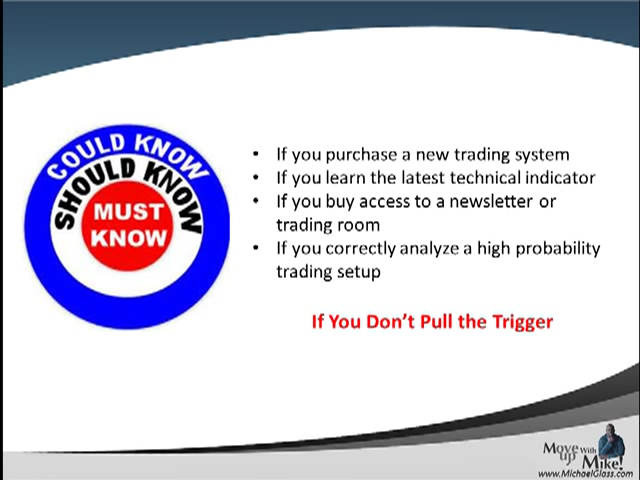 COULD KNOW
SHOULD KNOW
MUST
KNOW
• If you purchase a new trading system
• If you learn the latest technical indicator
• If you buy access to a newsletter or
trading room
• If you correctly analyze a high probability
trading setup
If You Don't Pull the Trigger
Move up With Mike!
www.MichaelGlass.com